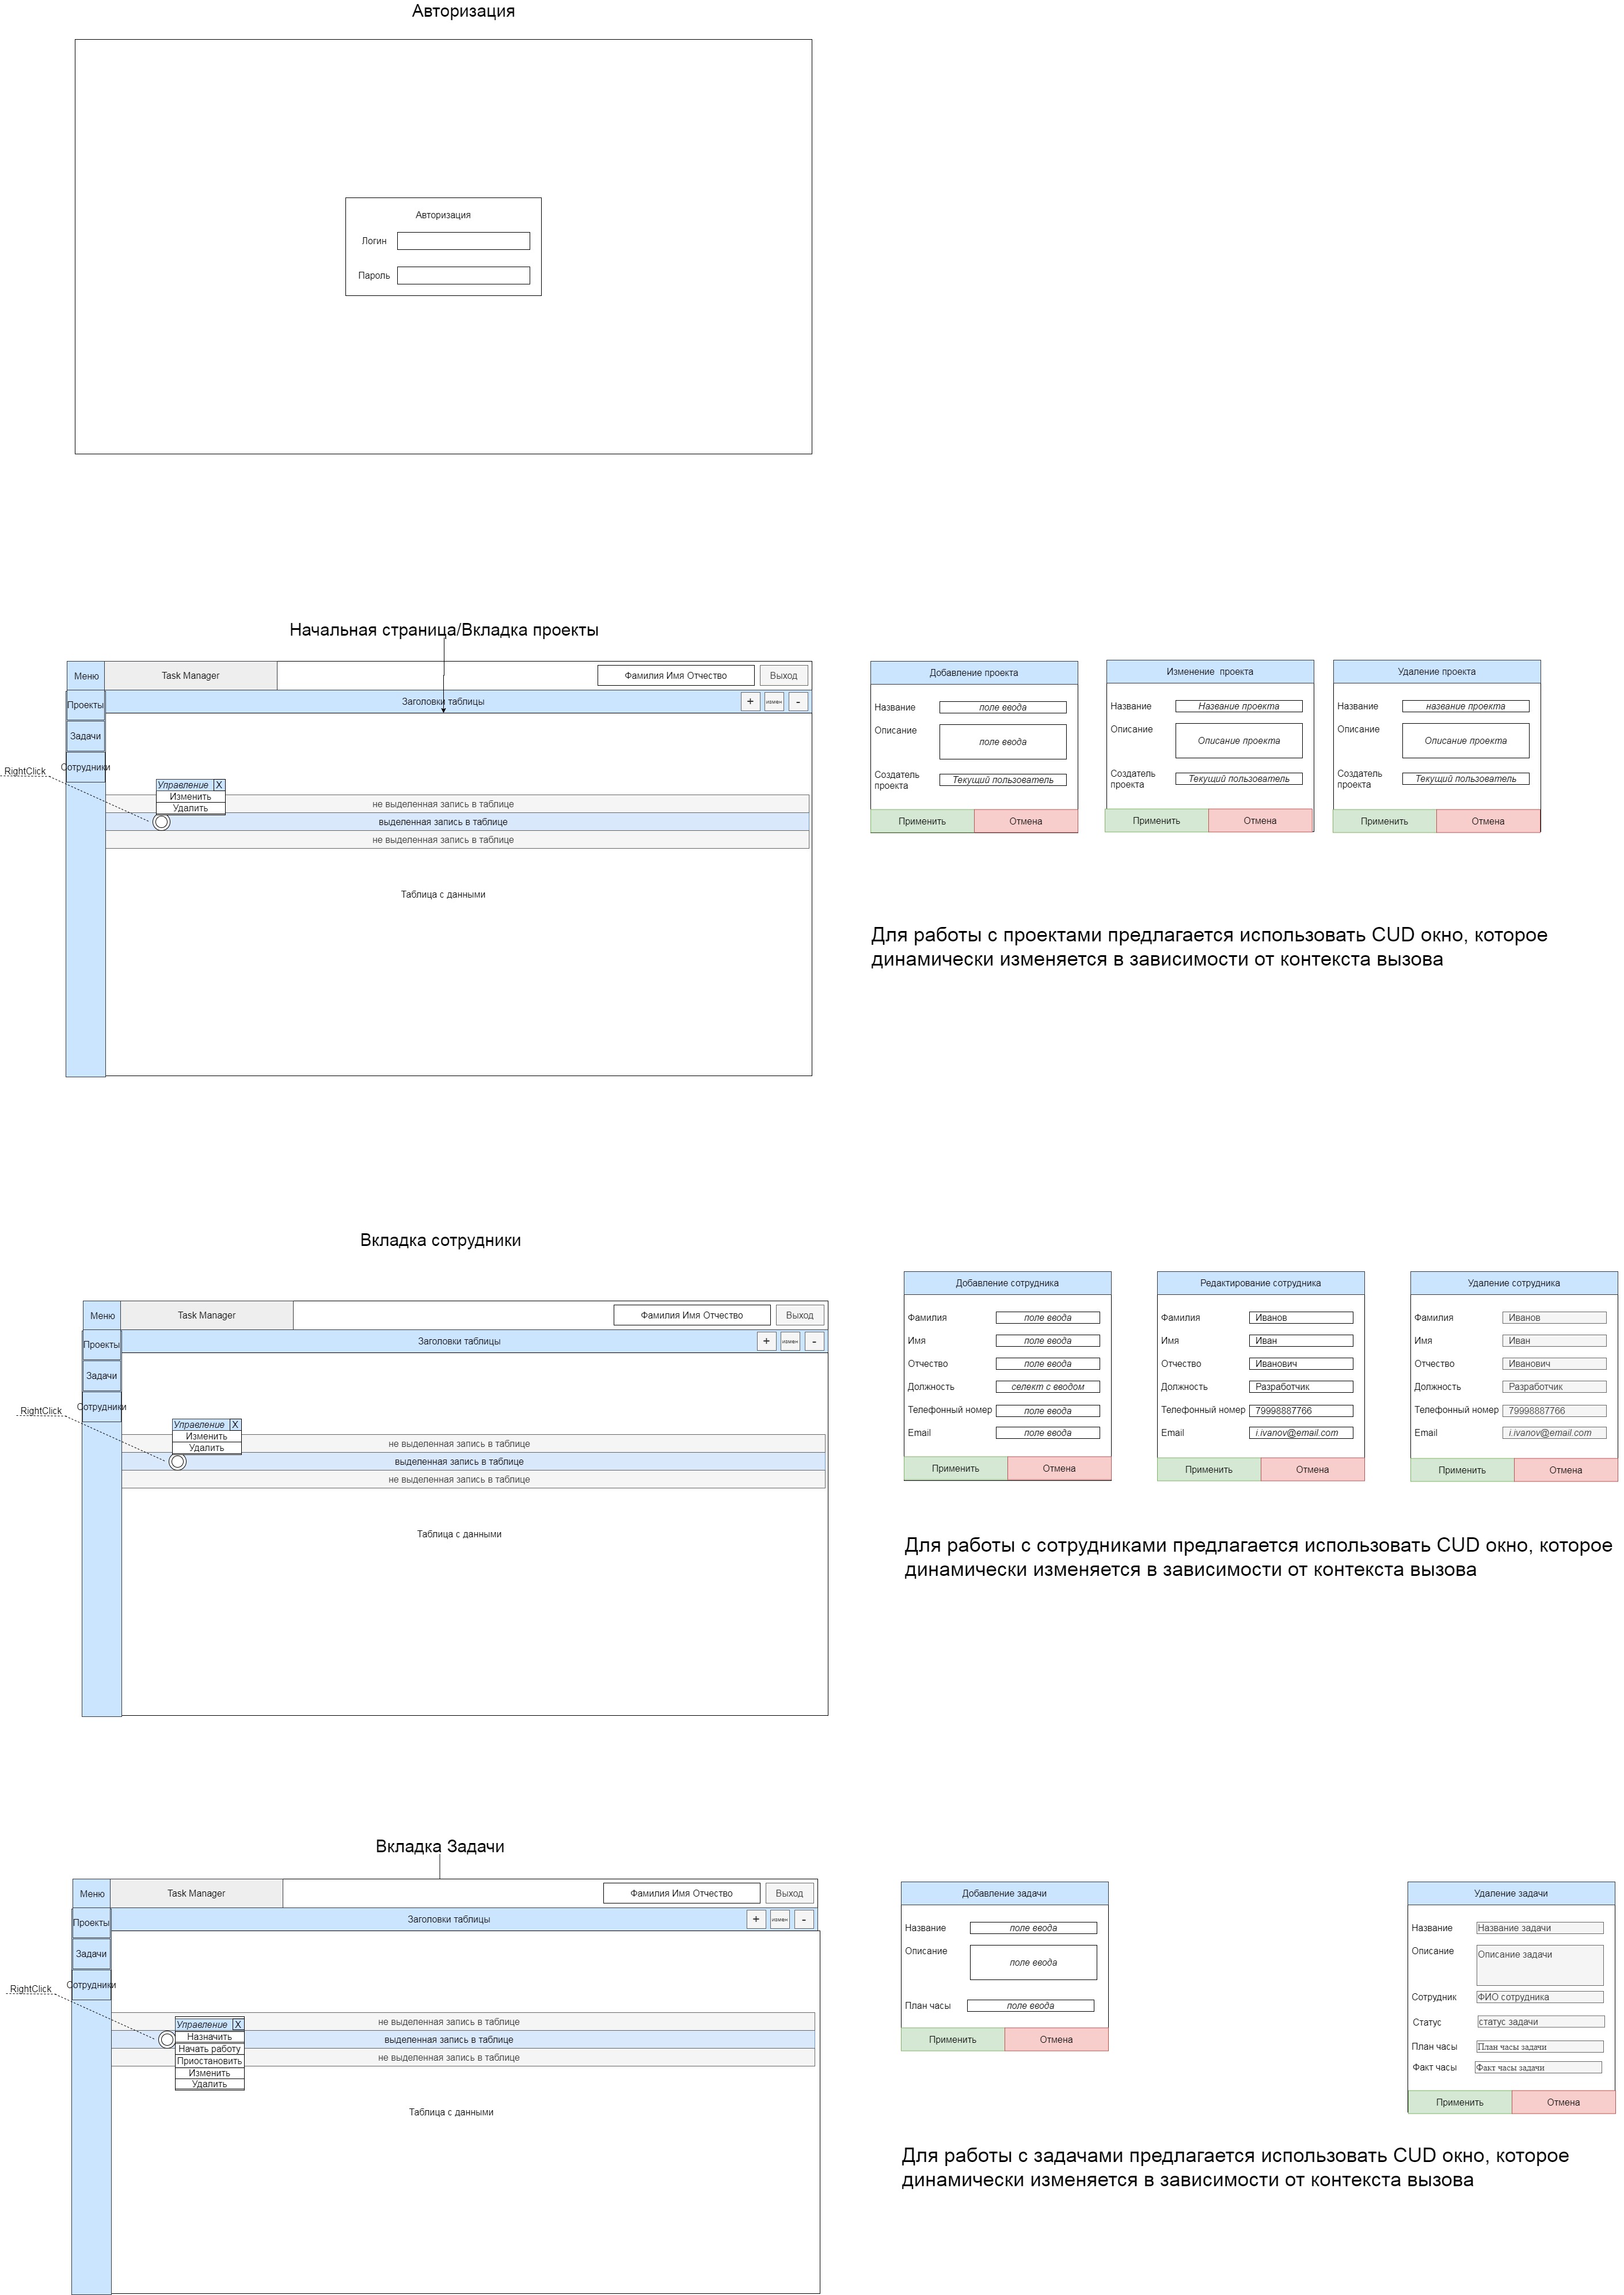 Авторизация
Авторизация
Логин
Пароль
Начальная страница/Вкладка проекты
Меню
Task Manager
Фамилия Имя Отчество
Выход
Проекты
Заголовки таблицы
+
измен
-
Задачи
Сотрудники
RightClick
Управление
X
Изменить
Удалить
не выделенная запись в таблице
выделенная запись в таблице
не выделенная запись в таблице
Таблица с данными
Добавление проекта
Название
поле ввода
Описание
поле ввода
Создатель
проекта
Текущий пользователь
Применить
Отмена
Изменение проекта
Название
Название проекта
Описание
Описание проекта
Создатель
проекта
Текущий пользователь
Применить
Отмена
Удаление проекта
Название
название проекта
Описание
Описание проекта
Создатель
проекта
Текущий пользователь
Применить
Отмена
Для работы с проектами предлагается использовать CUD окно, которое
динамически изменяется в зависимости от контекста вызова
Вкладка сотрудники
Меню
Task Manager
Фамилия Имя Отчество
Выход
Проекты
Заголовки таблицы
+
измен
-
Задачи
Сотрудники
RightClick
Управление
X
Изменить
Удалить
не выделенная запись в таблице
выделенная запись в таблице
не выделенная запись в таблице
Таблица с данными
Добавление сотрудника
Фамилия
поле ввода
Имя
поле ввода
Отчество
поле ввода
Должность
селект с вводом
Телефонный номер
поле ввода
Email
поле ввода
Применить
Отмена
Редактирование сотрудника
Фамилия
Иванов
Имя
Иван
Отчество
Иванович
Должность
Разработчик
Телефонный номер
79998887766
Email
i.ivanov@email.com
Применить
Отмена
Удаление сотрудника
Фамилия
Иванов
Имя
Иван
Отчество
Иванович
Должность
Разработчик
Телефонный номер
79998887766
Email
i.ivanov@email.com
Применить
Отмена
Для работы с сотрудниками предлагается использовать CUD окно, которое
динамически изменяется в зависимости от контекста вызова
Вкладка Задачи
Меню
Task Manager
Фамилия Имя Отчество
Выход
Проекты
Заголовки таблицы
+
измен
-
Задачи
Сотрудники
RightClick
Управление
X
Назначить
Начать работу
Приостановить
Изменить
Удалить
не выделенная запись в таблице
выделенная запись в таблице
не выделенная запись в таблице
Таблица с данными
Добавление задачи
Название
поле ввода
Описание
поле ввода
План часы
поле ввода
Применить
Отмена
Удаление задачи
Название
Название задачи
Описание
Описание задачи
Сотрудник
ФИО сотрудника
Статус
статус задачи
План часы
План часы задачи
Факт часы
Факт часы задачи
Применить
Отмена
Для работы с задачами предлагается использовать CUD окно, которое
динамически изменяется в зависимости от контекста вызова